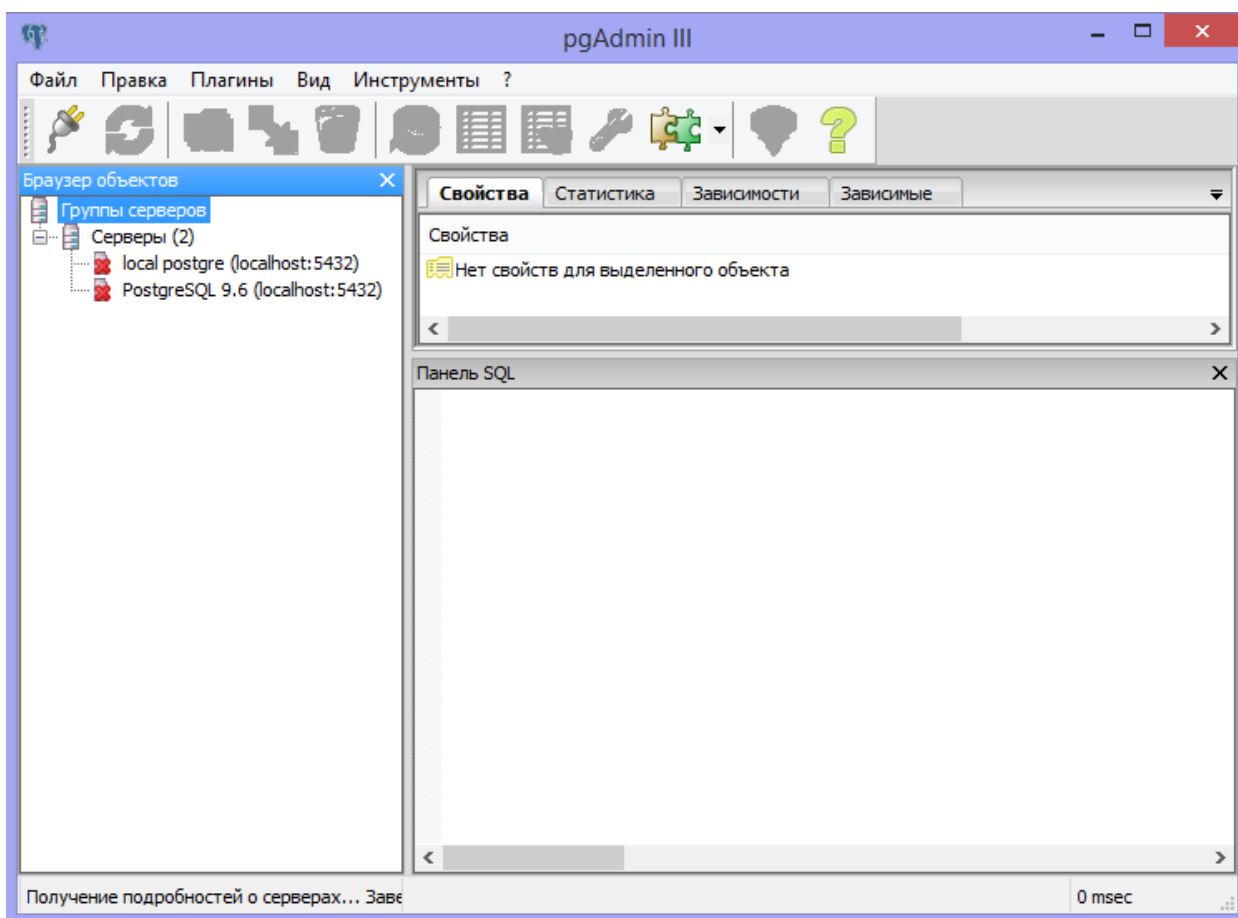 pgAdmin III
Файл Правка Плагины Вид Инструменты ?
Браузер объектов
Группы серверов
Серверы (2)
local postgre (localhost:5432)
PostgreSQL 9.6 (localhost:5432)
Свойства Статистика Зависимости Зависимые
Свойства
Нет свойств для выделенного объекта
Панель SQL
Получение подробностей о серверах... Заве
0 msec